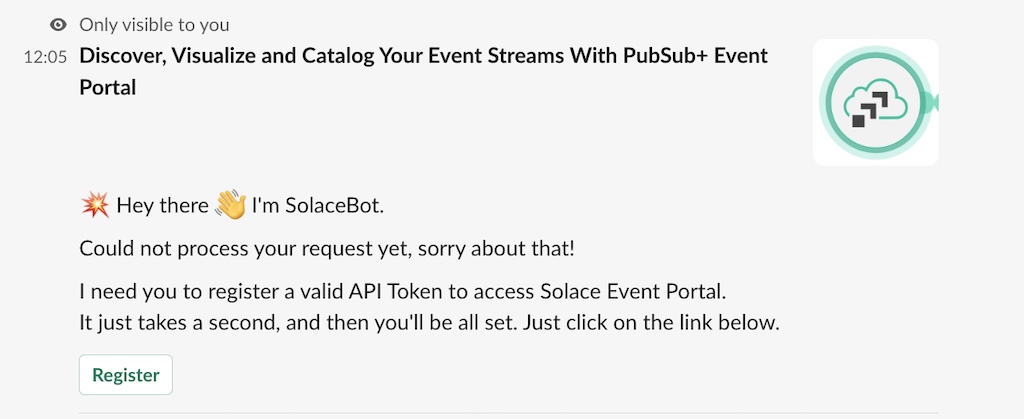 Only visible to you
12:05 Discover, Visualize and Catalog Your Event Streams With PubSub+ Event
Portal
💥 Hey there 👋 I'm SolaceBot.
Could not process your request yet, sorry about that!
I need you to register a valid API Token to access Solace Event Portal.
It just takes a second, and then you'll be all set. Just click on the link below.
Register